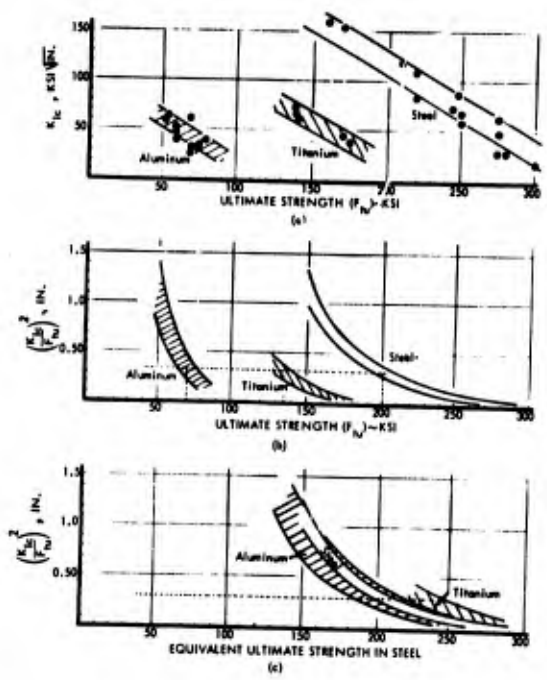 150
100
50
K_Ic , KSI √IN.
Aluminum
Titanium
Steel
50 100 150 200 250 300
ULTIMATE STRENGTH (F_tu)~KSI
(a)
1.5
1.0
0.50
(K_Ic/F_tu)² , IN.
Aluminum
Titanium
Steel
50 100 150 200 250 300
ULTIMATE STRENGTH (F_tu)~KSI
(b)
1.5
1.0
0.50
(K_Ic/F_tu)² , IN.
Aluminum
Titanium
50 100 150 200 250 300
EQUIVALENT ULTIMATE STRENGTH IN STEEL
(c)